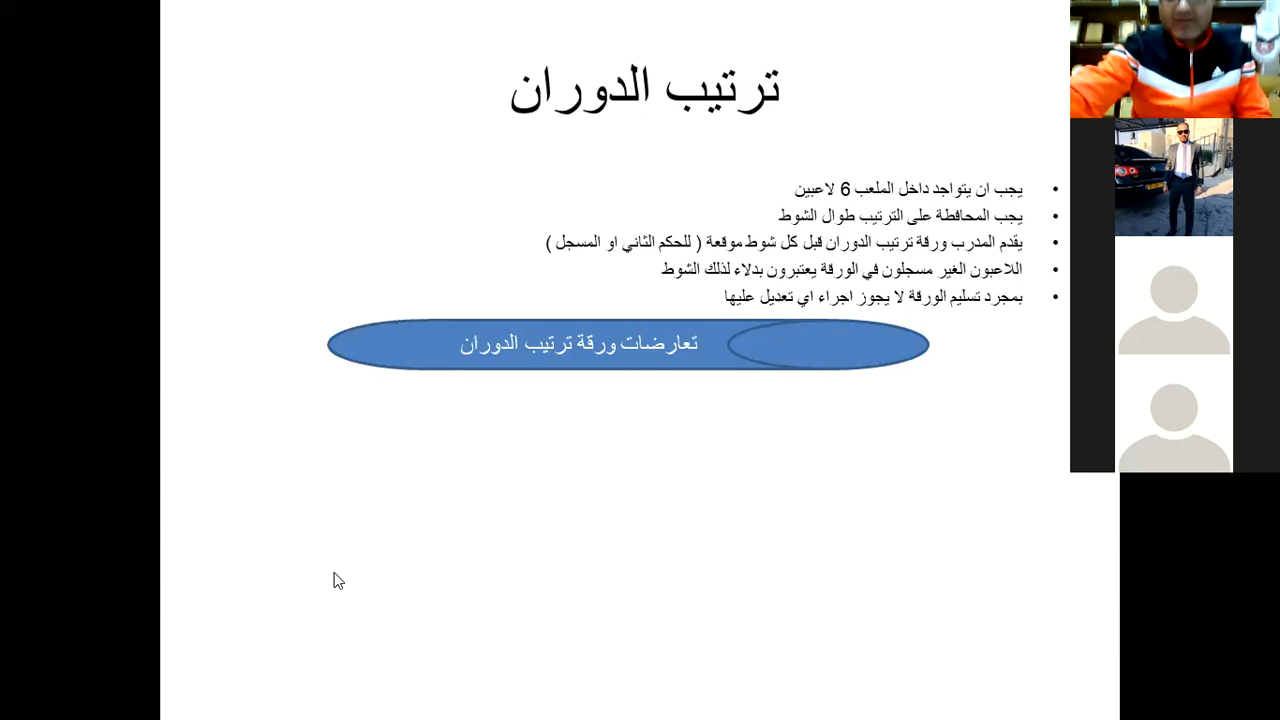 ترتيب الدوران
• يجب ان يتواجد داخل الملعب 6 لاعبين
• يجب المحافطة على الترتيب طوال الشوط
• يقدم المدرب ورقة ترتيب الدوران قبل كل شوط موقعة ( للحكم الثاني او المسجل )
• اللاعبون الغير مسجلون في الورقة يعتبرون بدلاء لذلك الشوط
• بمجرد تسليم الورقة لا يجوز اجراء اي تعديل عليها
تعارضات ورقة ترتيب الدوران